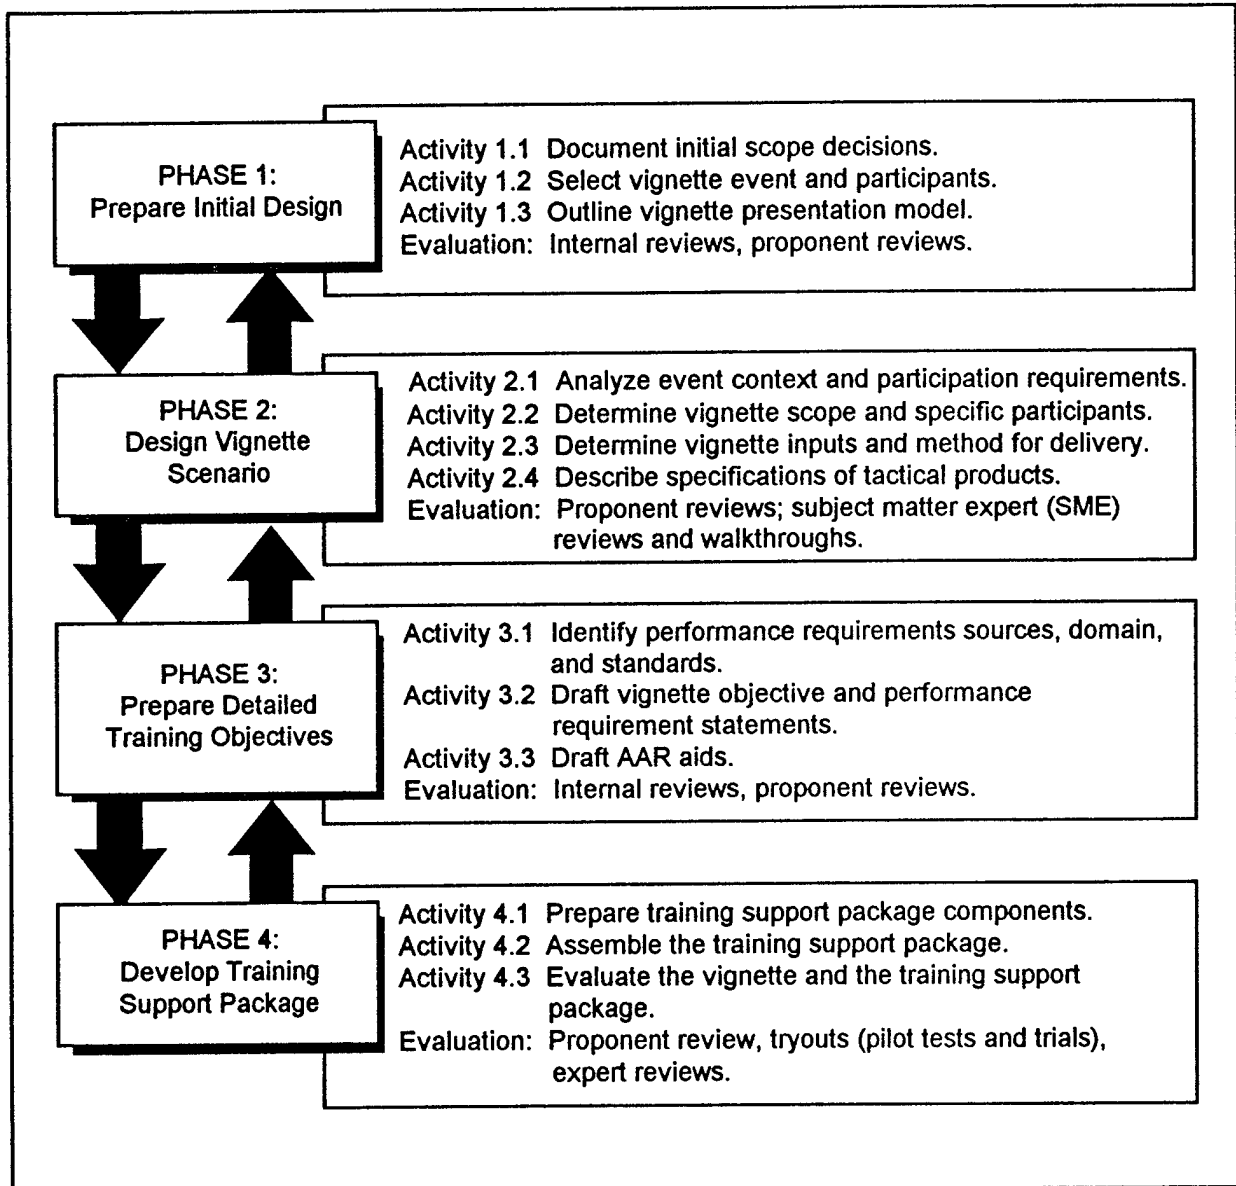 PHASE 1:
Prepare Initial Design
Activity 1.1 Document initial scope decisions.
Activity 1.2 Select vignette event and participants.
Activity 1.3 Outline vignette presentation model.
Evaluation: Internal reviews, proponent reviews.
PHASE 2:
Design Vignette
Scenario
Activity 2.1 Analyze event context and participation requirements.
Activity 2.2 Determine vignette scope and specific participants.
Activity 2.3 Determine vignette inputs and method for delivery.
Activity 2.4 Describe specifications of tactical products.
Evaluation: Proponent reviews; subject matter expert (SME)
reviews and walkthroughs.
PHASE 3:
Prepare Detailed
Training Objectives
Activity 3.1 Identify performance requirements sources, domain,
and standards.
Activity 3.2 Draft vignette objective and performance
requirement statements.
Activity 3.3 Draft AAR aids.
Evaluation: Internal reviews, proponent reviews.
PHASE 4:
Develop Training
Support Package
Activity 4.1 Prepare training support package components.
Activity 4.2 Assemble the training support package.
Activity 4.3 Evaluate the vignette and the training support
package.
Evaluation: Proponent review, tryouts (pilot tests and trials),
expert reviews.